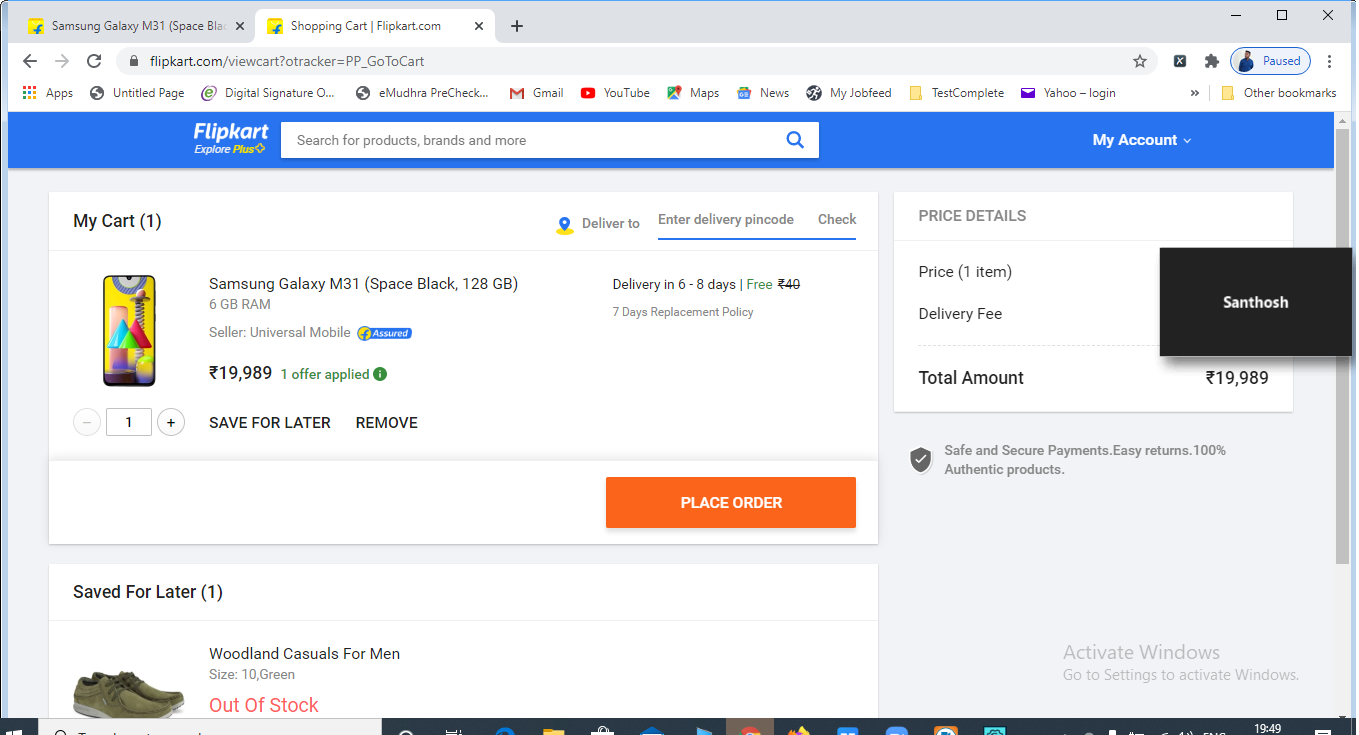 Samsung Galaxy M31 (Space Bla
Shopping Cart | Flipkart.com
flipkart.com/viewcart?otracker=PP_GoToCart
Paused
Apps
Untitled Page
Digital Signature O...
eMudhra PreCheck...
Gmail
YouTube
Maps
News
My Jobfeed
TestComplete
Yahoo – login
»
Other bookmarks
Flipkart
Explore Plus
Search for products, brands and more
My Account
My Cart (1)
Deliver to
Enter delivery pincode
Check
Samsung Galaxy M31 (Space Black, 128 GB)
6 GB RAM
Seller: Universal Mobile
Assured
₹19,989 1 offer applied
Delivery in 6 - 8 days | Free ₹40
7 Days Replacement Policy
− 1 +
SAVE FOR LATER
REMOVE
PLACE ORDER
PRICE DETAILS
Price (1 item)
Delivery Fee
Santhosh
Total Amount ₹19,989
Safe and Secure Payments.Easy returns.100%
Authentic products.
Saved For Later (1)
Woodland Casuals For Men
Size: 10,Green
Out Of Stock
Activate Windows
Go to Settings to activate Windows.
19:49